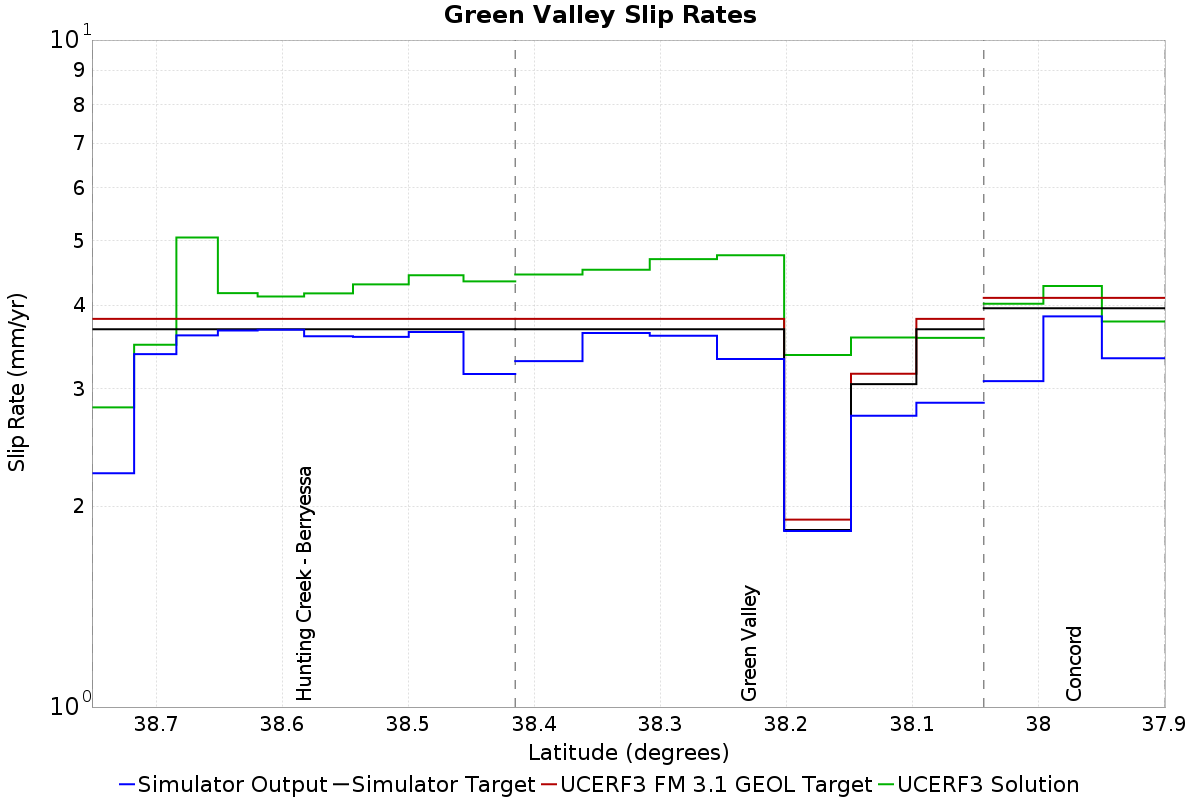 Green Valley Slip Rates
10^1
9
8
7
6
5
4
3
2
10^0
Slip Rate (mm/yr)
Hunting Creek - Berryessa
Green Valley
Concord
38.7 38.6 38.5 38.4 38.3 38.2 38.1 38 37.9
Latitude (degrees)
Simulator Output Simulator Target UCERF3 FM 3.1 GEOL Target UCERF3 Solution